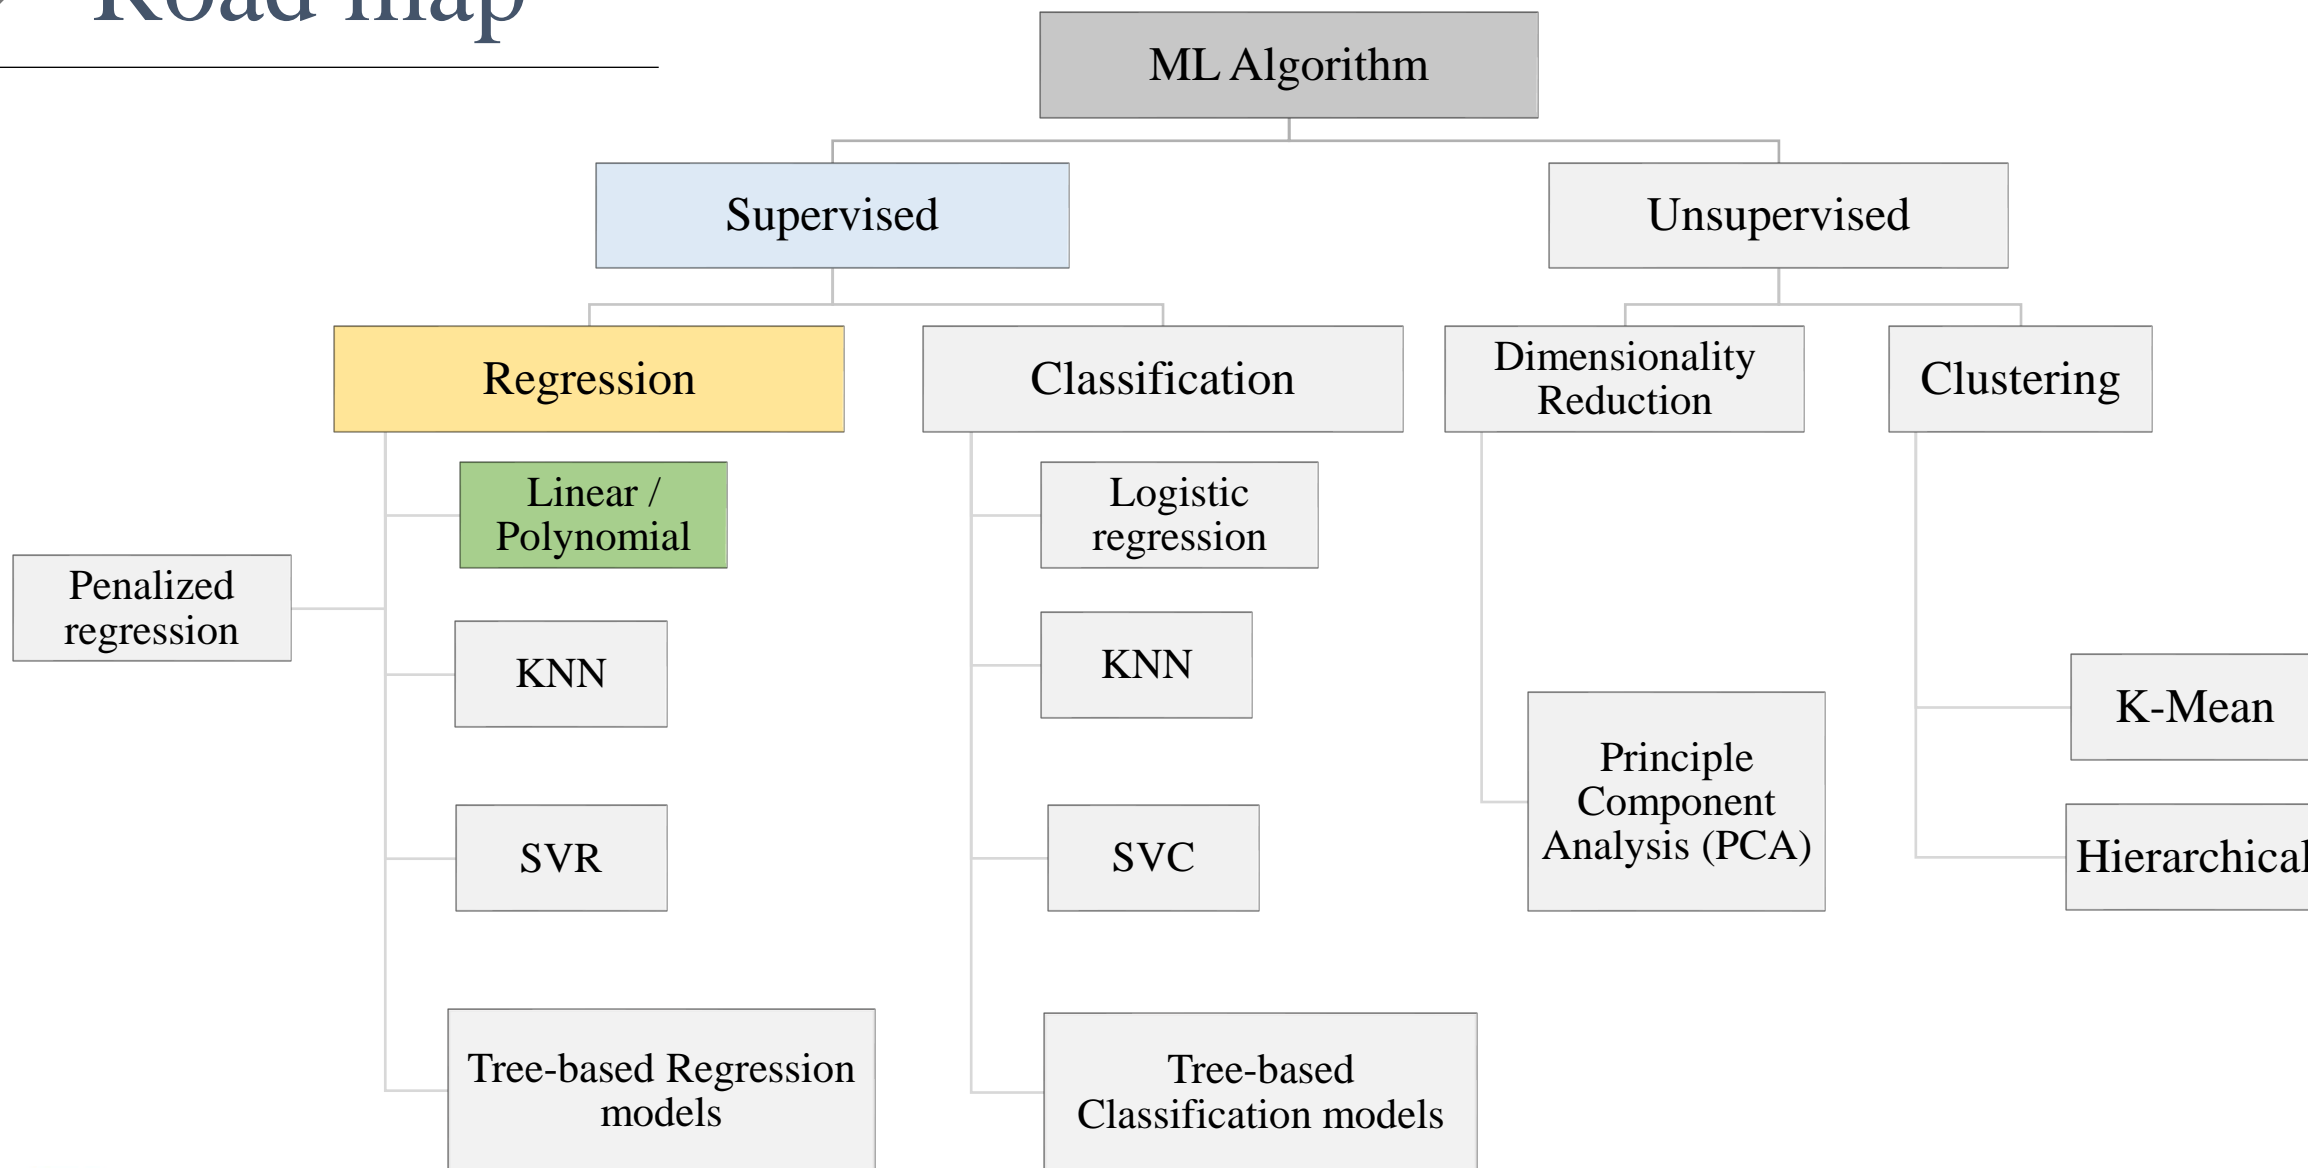 Road map
ML Algorithm
Supervised
Unsupervised
Regression
Classification
Dimensionality
Reduction
Clustering
Linear /
Polynomial
Logistic
regression
Penalized
regression
KNN
KNN
K-Mean
SVR
SVC
Principle
Component
Analysis (PCA)
Hierarchical
Tree-based Regression
models
Tree-based
Classification models